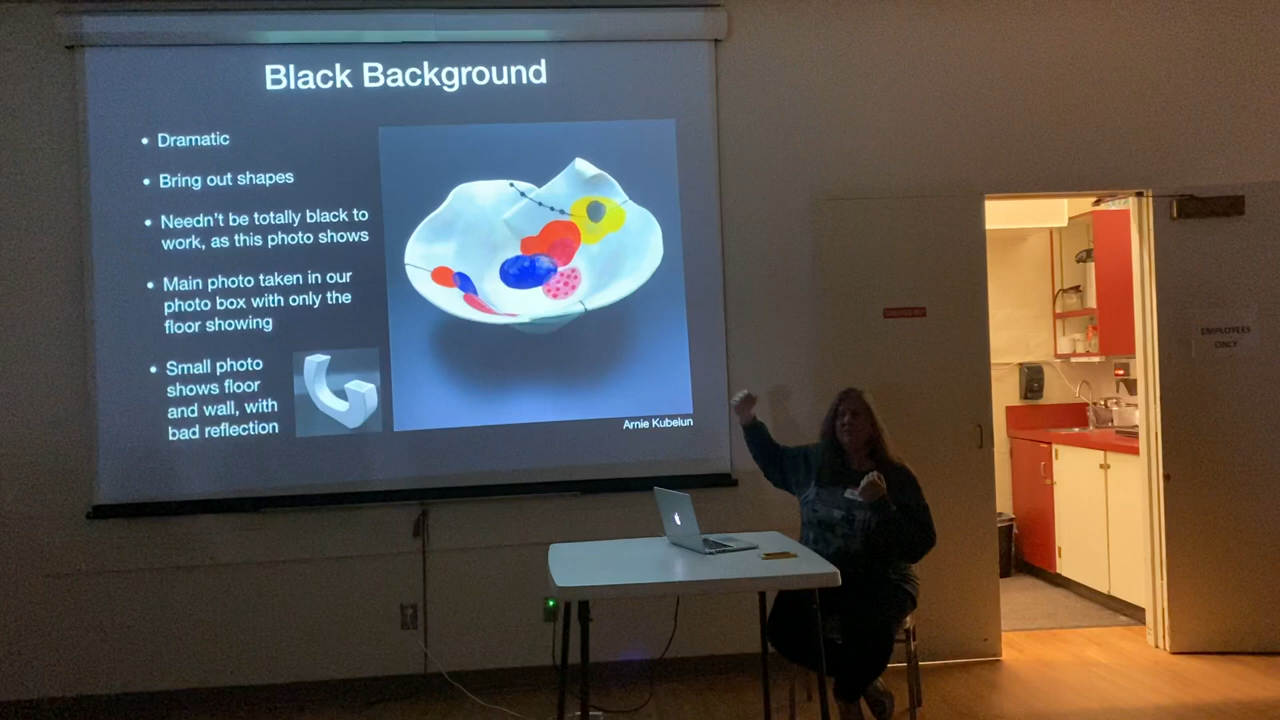 Black Background
• Dramatic
• Bring out shapes
• Needn't be totally black to
work, as this photo shows
• Main photo taken in our
photo box with only the
floor showing
• Small photo
shows floor
and wall, with
bad reflection
Arnie Kubelun
EMPLOYEES
ONLY